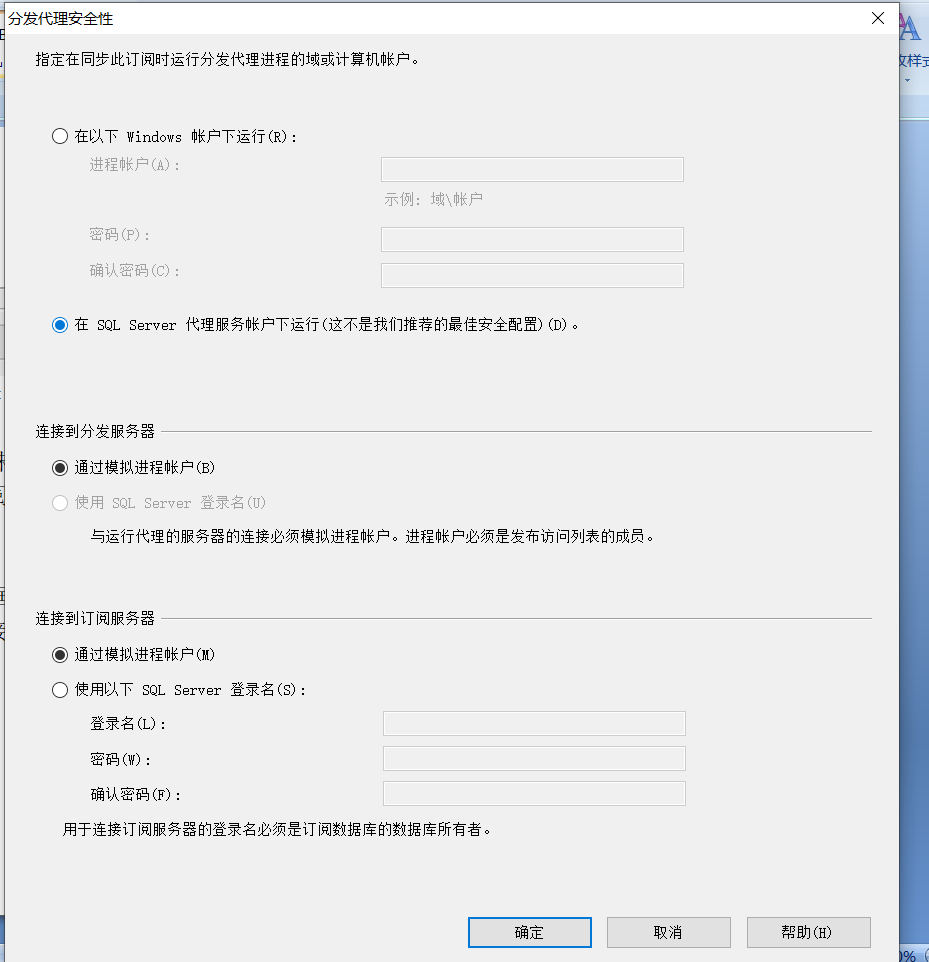 分发代理安全性
指定在同步此订阅时运行分发代理进程的域或计算机帐户。
在以下 Windows 帐户下运行(R):
进程帐户(A):
示例: 域\帐户
密码(P):
确认密码(C):
在 SQL Server 代理服务帐户下运行(这不是我们推荐的最佳安全配置)(D)。
连接到分发服务器
通过模拟进程帐户(B)
使用 SQL Server 登录名(U)
与运行代理的服务器的连接必须模拟进程帐户。进程帐户必须是发布访问列表的成员。
连接到订阅服务器
通过模拟进程帐户(M)
使用以下 SQL Server 登录名(S):
登录名(L):
密码(W):
确认密码(F):
用于连接订阅服务器的登录名必须是订阅数据库的数据库所有者。
确定 取消 帮助(H)